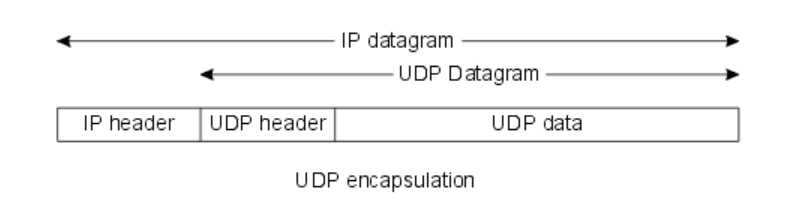 IP datagram
UDP Datagram
IP header UDP header UDP data
UDP encapsulation